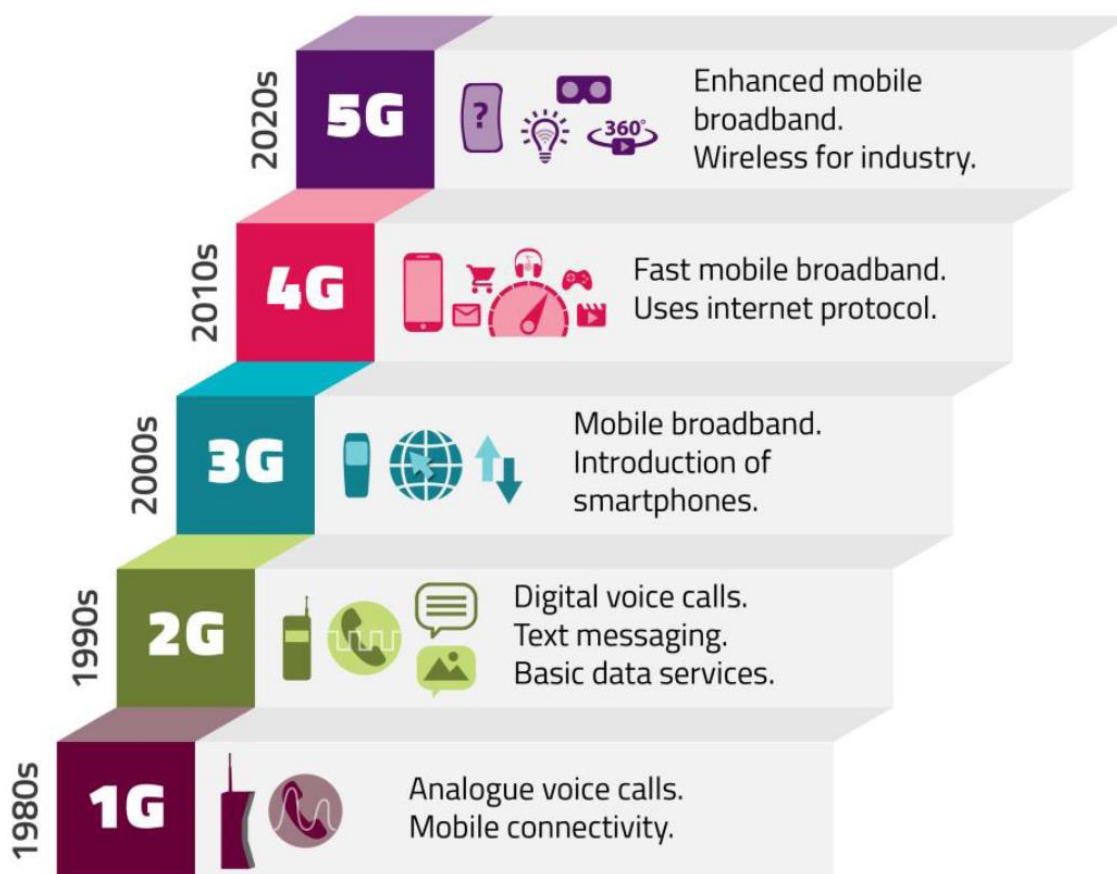 2020s
5G
?
360°
Enhanced mobile
broadband.
Wireless for industry.
2010s
4G
Fast mobile broadband.
Uses internet protocol.
2000s
3G
Mobile broadband.
Introduction of
smartphones.
1990s
2G
Digital voice calls.
Text messaging.
Basic data services.
1980s
1G
Analogue voice calls.
Mobile connectivity.